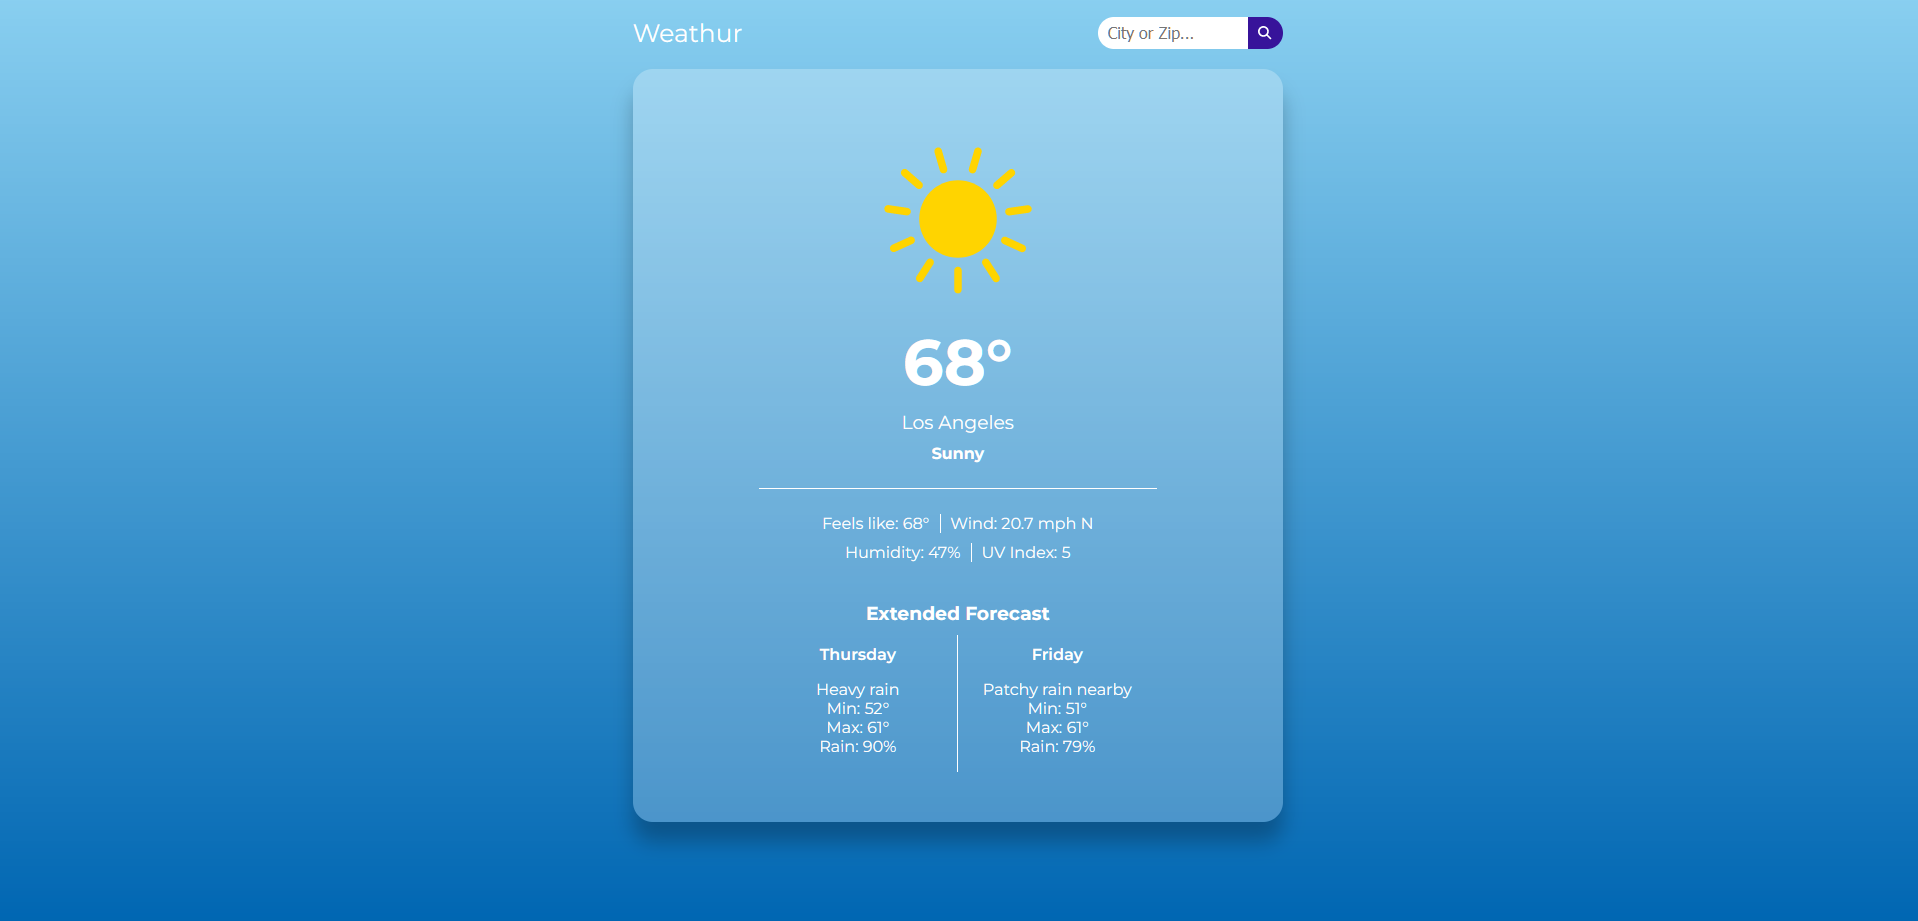 Weathur
City or Zip...
68°
Los Angeles
Sunny
Feels like: 68° Wind: 20.7 mph N
Humidity: 47% UV Index: 5
Extended Forecast
Thursday
Heavy rain
Min: 52°
Max: 61°
Rain: 90%
Friday
Patchy rain nearby
Min: 51°
Max: 61°
Rain: 79%